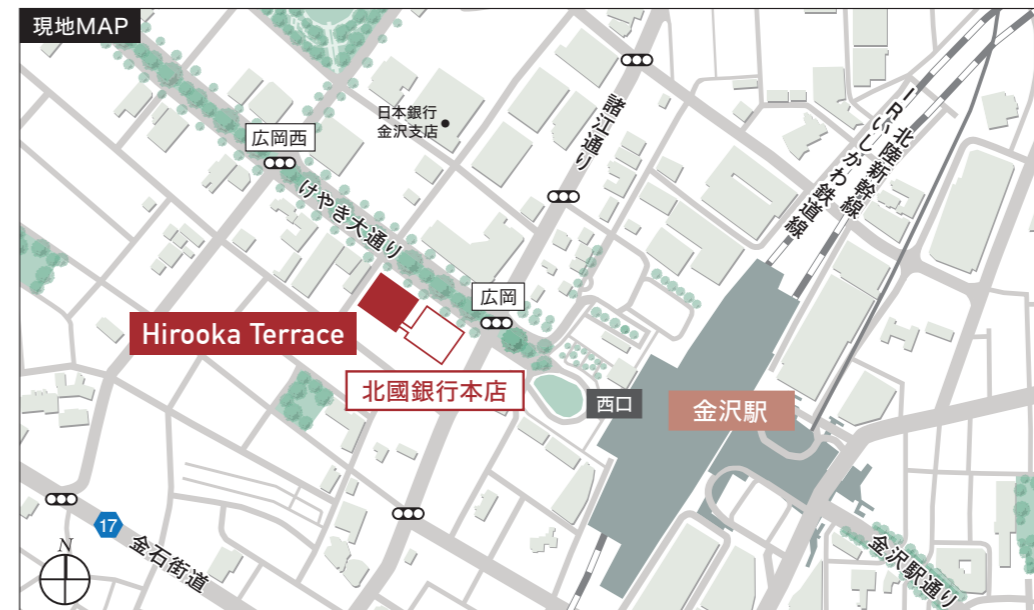 現地MAP
日本銀行
金沢支店
広岡西
諸江通り
北陸新幹線
IRいしかわ鉄道線
けやき大通り
広岡
Hirooka Terrace
北國銀行本店
西口
金沢駅
17
金石街道
金沢駅通り
N